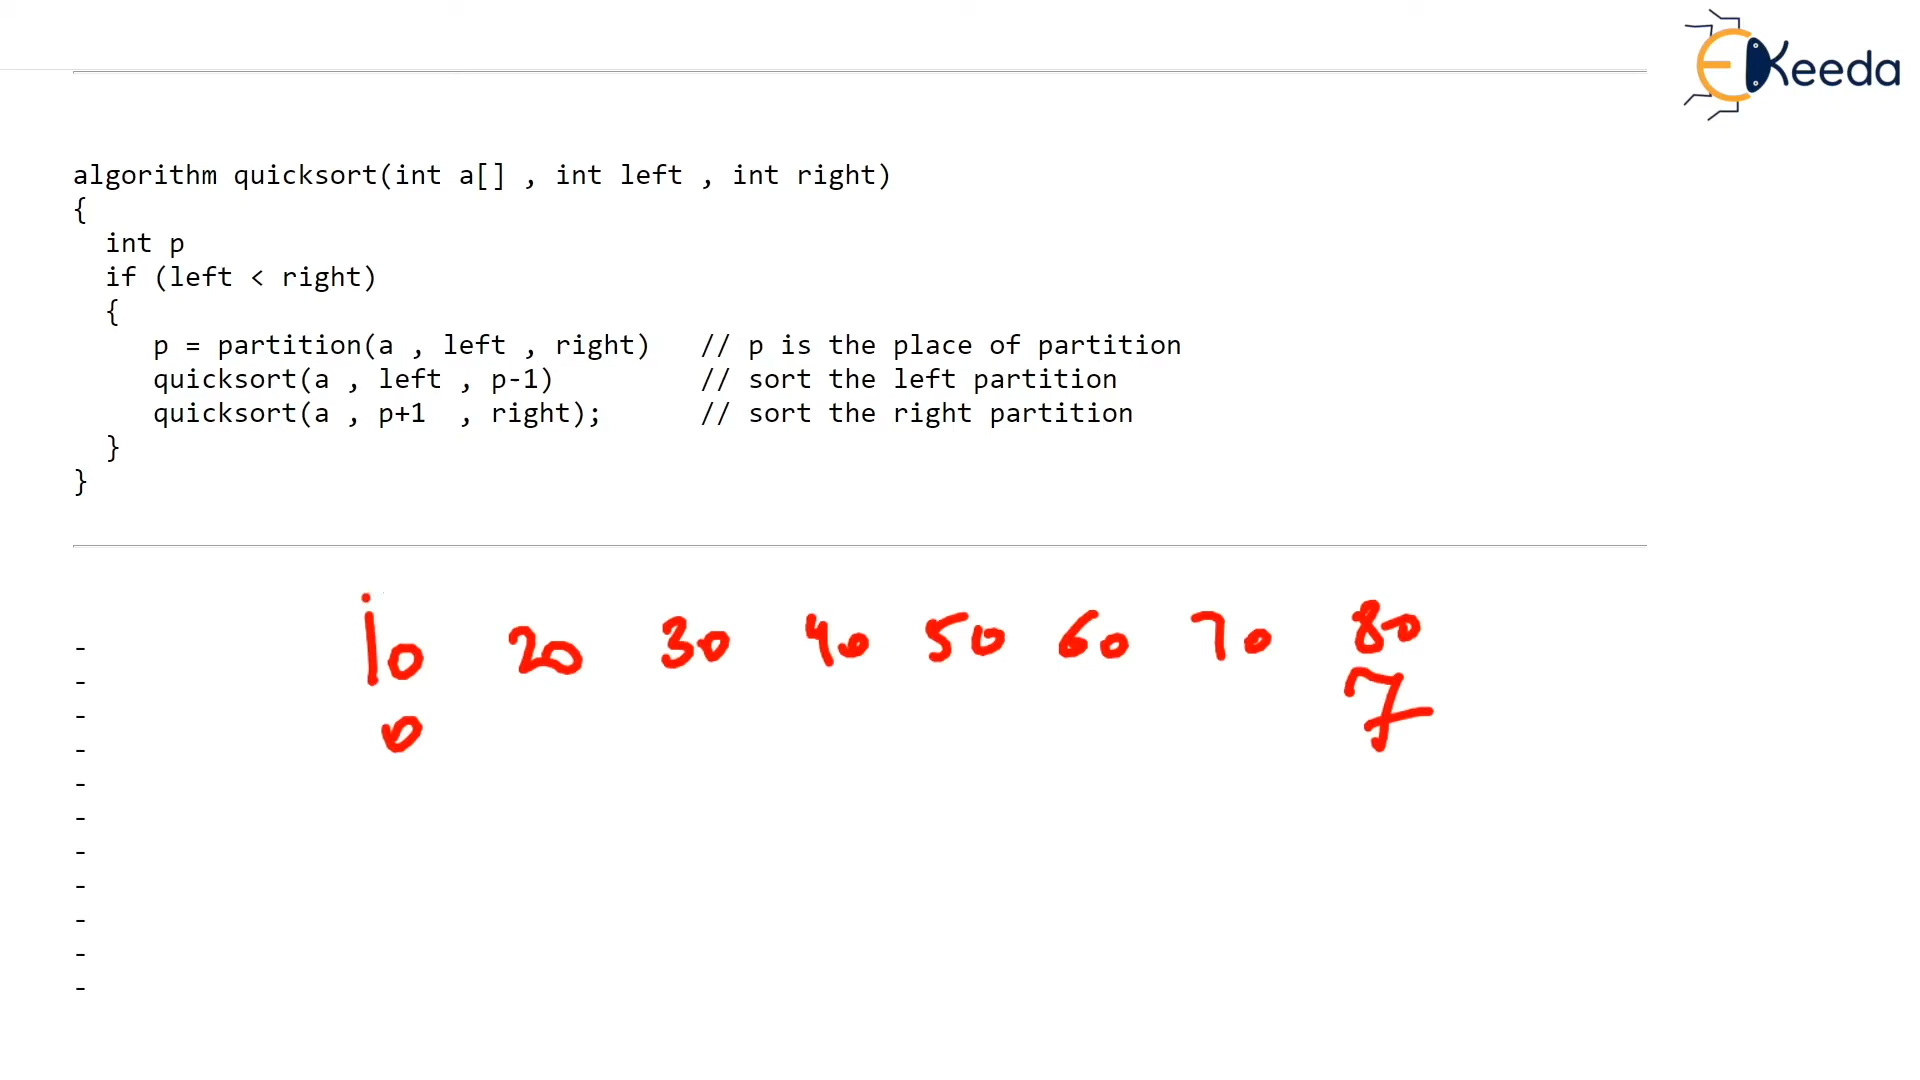 EKeeda
algorithm quicksort(int a[] , int left , int right)
{
int p
if (left < right)
{
p = partition(a , left , right) // p is the place of partition
quicksort(a , left , p-1) // sort the left partition
quicksort(a , p+1 , right); // sort the right partition
}
}
10 20 30 40 50 60 70 80
0 7
-
-
-
-
-
-
-
-
-
-
-